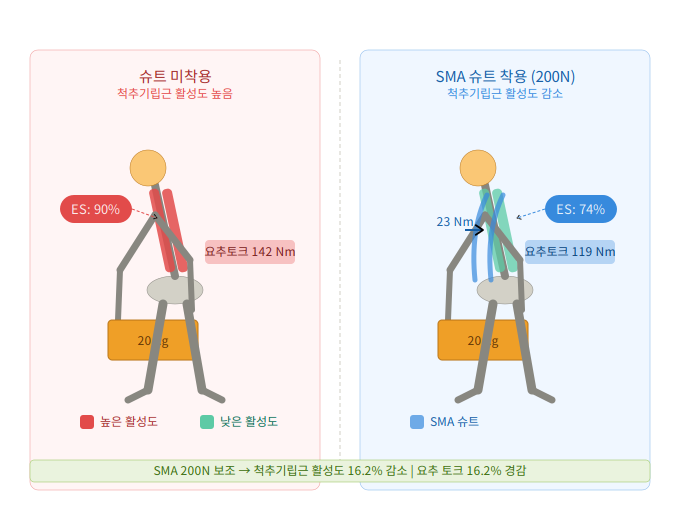 슈트 미착용
척추기립근 활성도 높음
ES: 90%
요추토크 142 Nm
20kg
높은 활성도
낮은 활성도
SMA 슈트 착용 (200N)
척추기립근 활성도 감소
23 Nm
ES: 74%
요추토크 119 Nm
20kg
SMA 슈트
SMA 200N 보조 → 척추기립근 활성도 16.2% 감소 | 요추 토크 16.2% 경감